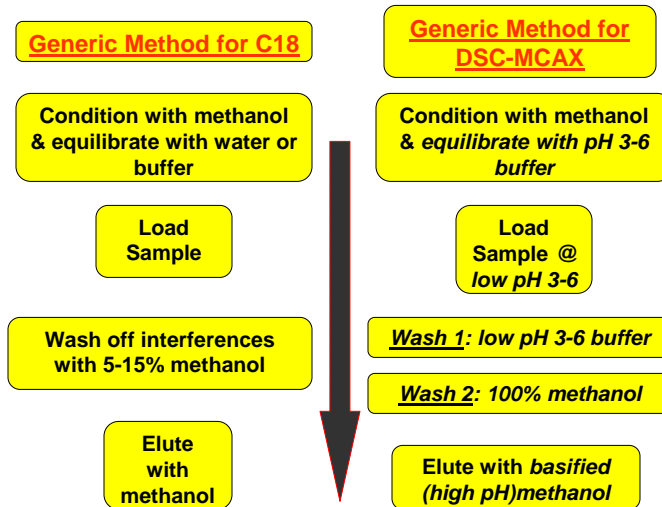 Generic Method for C18
Condition with methanol
& equilibrate with water or
buffer
Load
Sample
Wash off interferences
with 5-15% methanol
Elute
with
methanol
Generic Method for
DSC-MCAX
Condition with methanol
& equilibrate with pH 3-6
buffer
Load
Sample @
low pH 3-6
Wash 1: low pH 3-6 buffer
Wash 2: 100% methanol
Elute with basified
(high pH)methanol